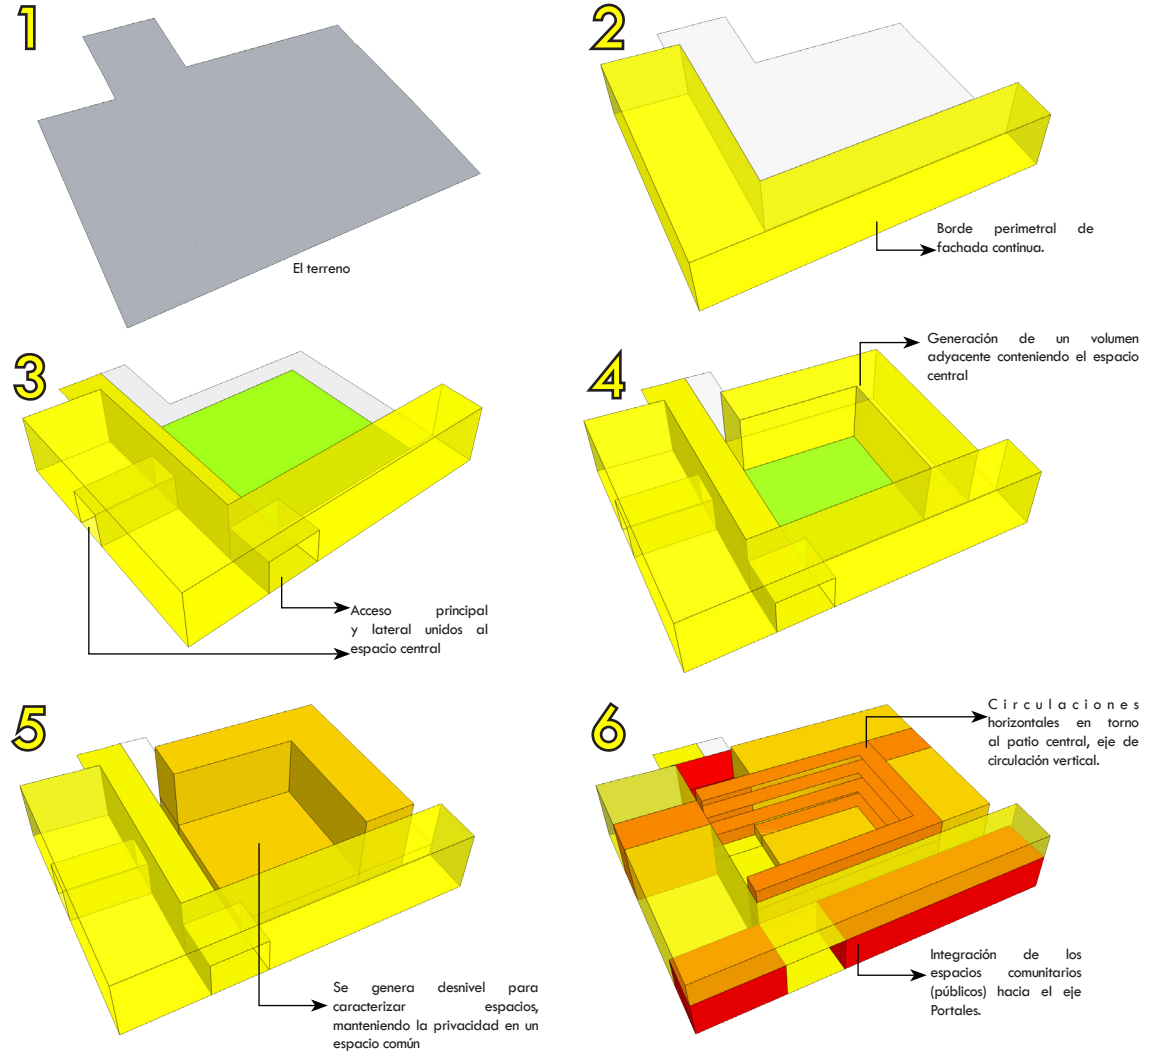 1
El terreno
2
Borde perimetral de
fachada continua.
3
Acceso principal
y lateral unidos al
espacio central
4
Generación de un volumen
adyacente conteniendo el espacio
central
5
Se genera desnivel para
caracterizar espacios,
manteniendo la privacidad en un
espacio común
6
Circulaciones
horizontales en torno
al patio central, eje de
circulación vertical.
Integración de los
espacios comunitarios
(públicos) hacia el eje
Portales.